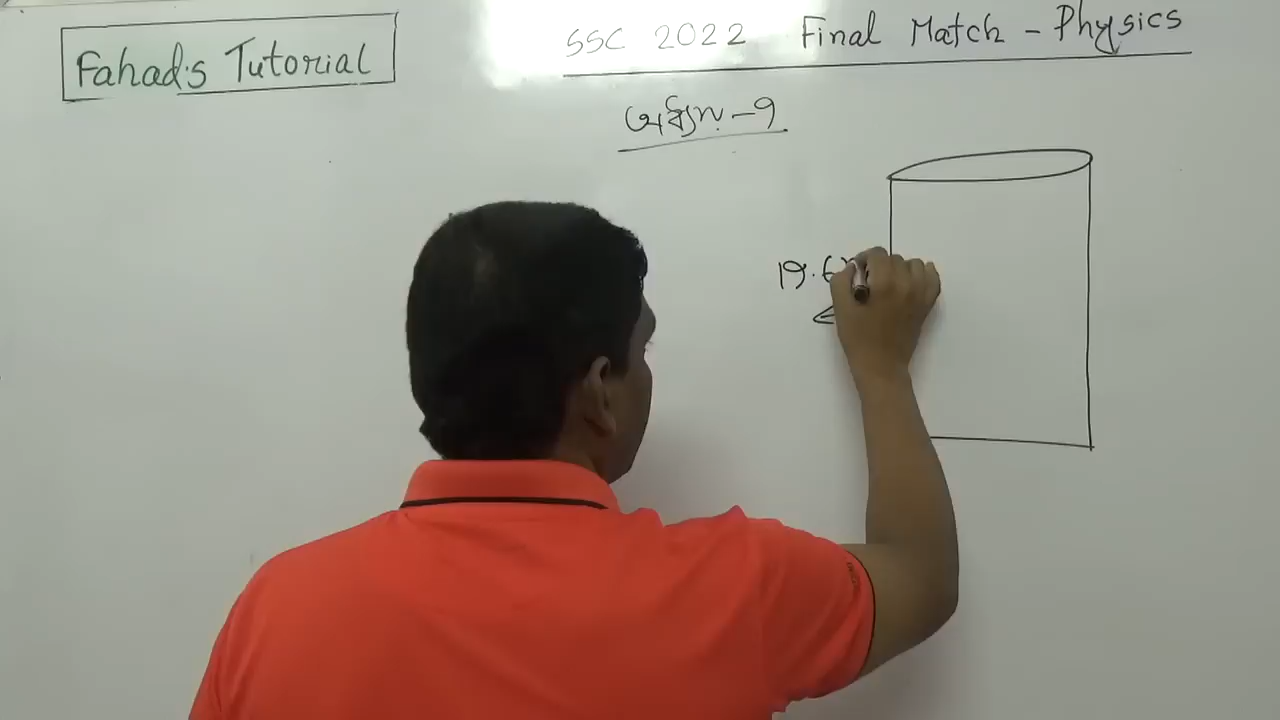 Fahad's Tutorial
SSC 2022 Final Match - Physics
অধ্যায় - ৭